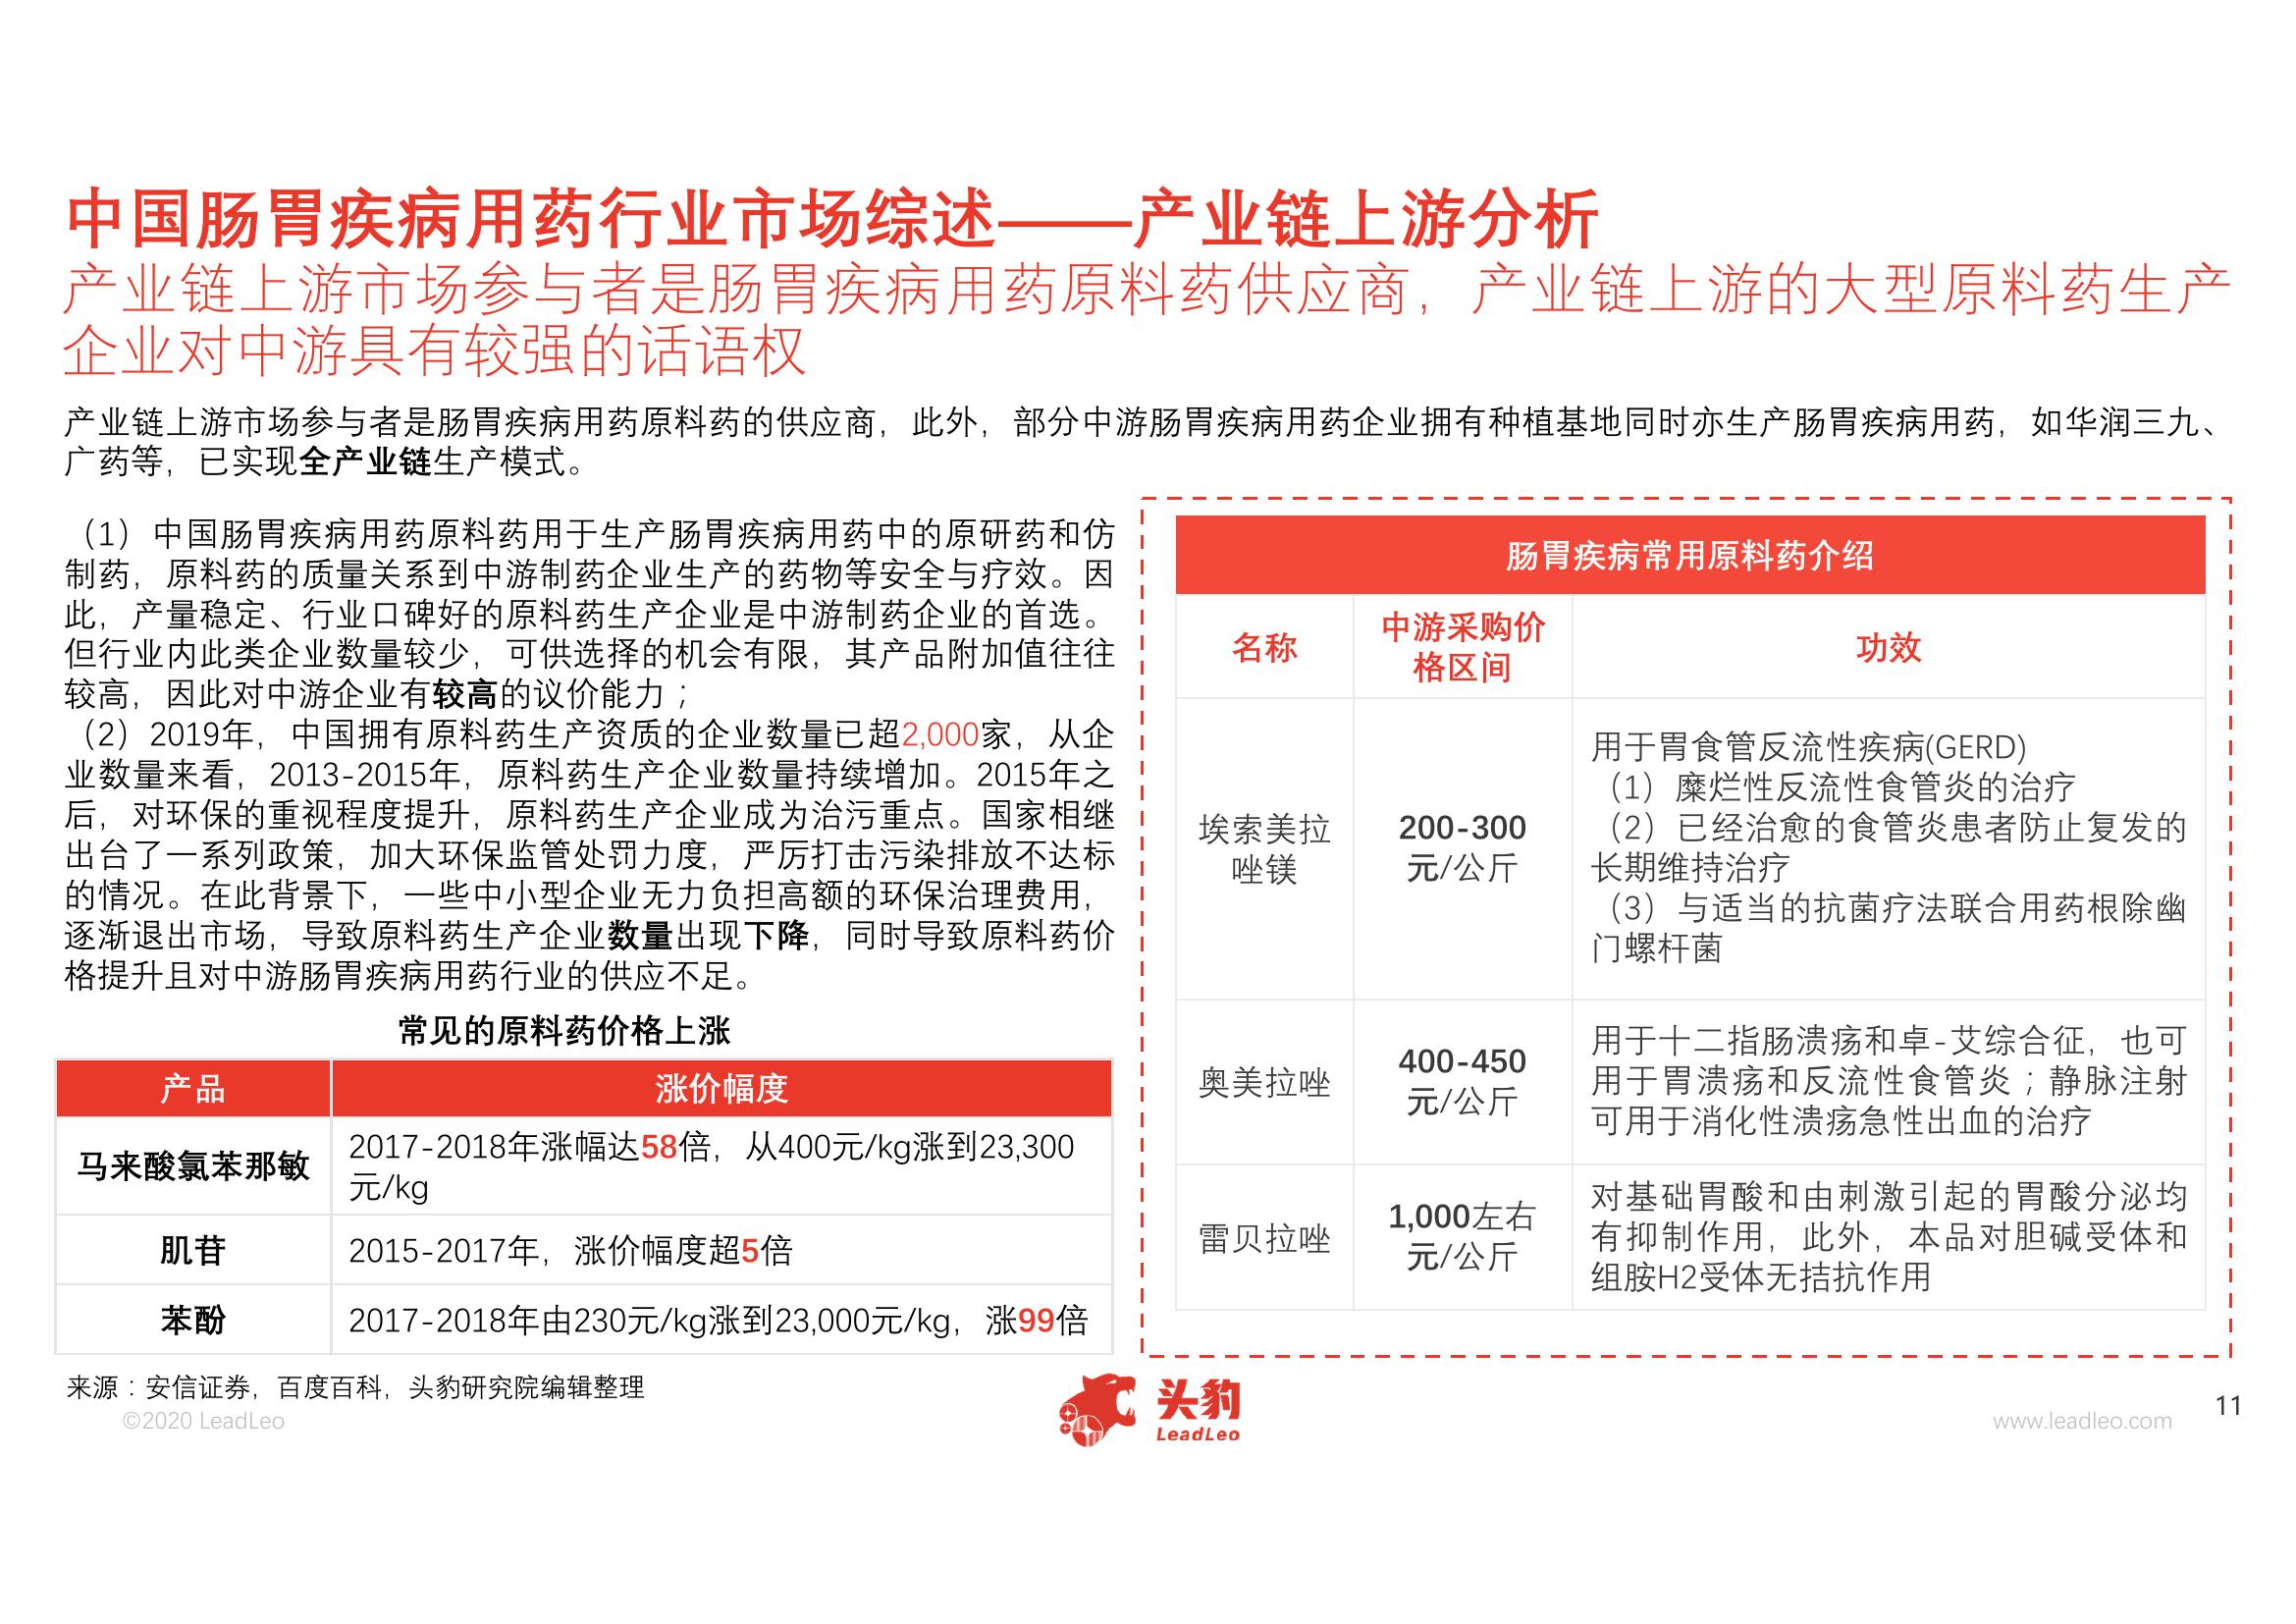 中国肠胃疾病用药行业市场综述——产业链上游分析
产业链上游市场参与者是肠胃疾病用药原料药供应商，产业链上游的大型原料药生产
企业对中游具有较强的话语权
产业链上游市场参与者是肠胃疾病用药原料药的供应商，此外，部分中游肠胃疾病用药企业拥有种植基地同时亦生产肠胃疾病用药，如华润三九、
广药等，已实现全产业链生产模式。
（1）中国肠胃疾病用药原料药用于生产肠胃疾病用药中的原研药和仿
制药，原料药的质量关系到中游制药企业生产的药物等安全与疗效。因
此，产量稳定、行业口碑好的原料药生产企业是中游制药企业的首选。
但行业内此类企业数量较少，可供选择的机会有限，其产品附加值往往
较高，因此对中游企业有较高的议价能力；
（2）2019年，中国拥有原料药生产资质的企业数量已超2,000家，从企
业数量来看，2013-2015年，原料药生产企业数量持续增加。2015年之
后，对环保的重视程度提升，原料药生产企业成为治污重点。国家相继
出台了一系列政策，加大环保监管处罚力度，严厉打击污染排放不达标
的情况。在此背景下，一些中小型企业无力负担高额的环保治理费用，
逐渐退出市场，导致原料药生产企业数量出现下降，同时导致原料药价
格提升且对中游肠胃疾病用药行业的供应不足。
常见的原料药价格上涨
产品
涨价幅度
马来酸氯苯那敏
2017-2018年涨幅达58倍，从400元/kg涨到23,300
元/kg
肌苷
2015-2017年，涨价幅度超5倍
苯酚
2017-2018年由230元/kg涨到23,000元/kg，涨99倍
肠胃疾病常用原料药介绍
名称
中游采购价
格区间
功效
埃索美拉
唑镁
200-300
元/公斤
用于胃食管反流性疾病(GERD)
（1）糜烂性反流性食管炎的治疗
（2）已经治愈的食管炎患者防止复发的
长期维持治疗
（3）与适当的抗菌疗法联合用药根除幽
门螺杆菌
奥美拉唑
400-450
元/公斤
用于十二指肠溃疡和卓-艾综合征，也可
用于胃溃疡和反流性食管炎；静脉注射
可用于消化性溃疡急性出血的治疗
雷贝拉唑
1,000左右
元/公斤
对基础胃酸和由刺激引起的胃酸分泌均
有抑制作用，此外，本品对胆碱受体和
组胺H2受体无拮抗作用
来源：安信证券，百度百科，头豹研究院编辑整理
©2020 LeadLeo
头豹
LeadLeo
www.leadleo.com
11